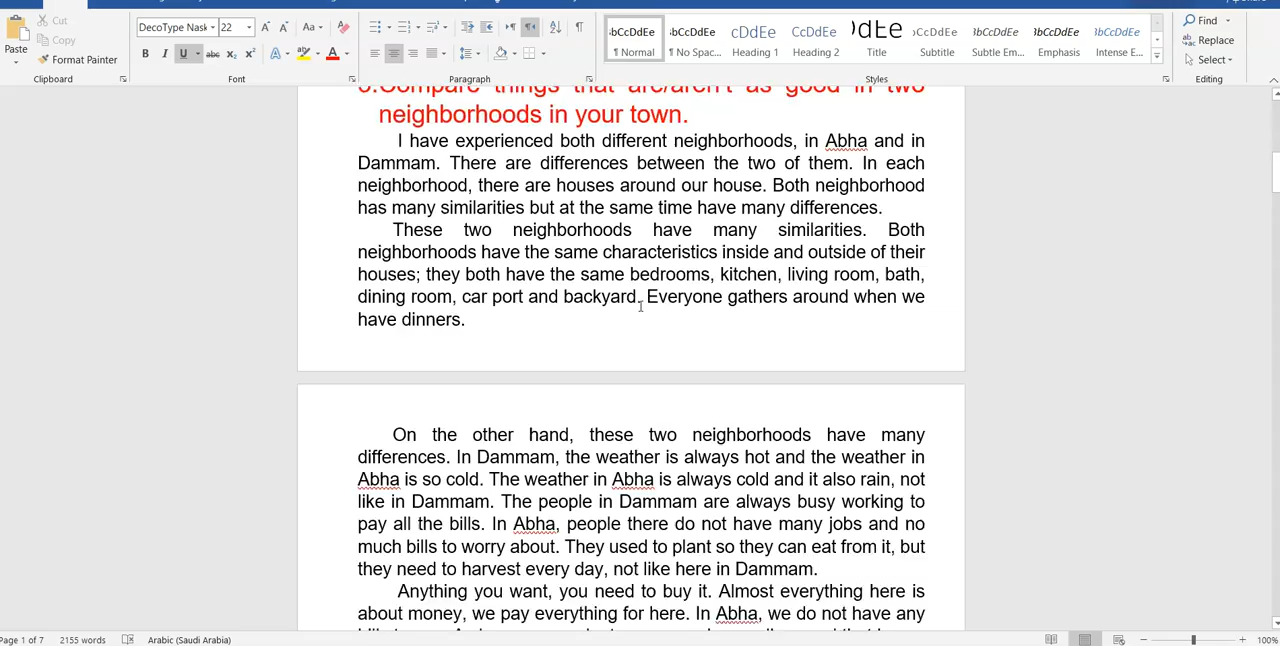 Cut
Copy
Paste
Format Painter
Clipboard
DecoType Nask
22
Font
Paragraph
¶ Normal
¶ No Spac...
Heading 1
Heading 2
Title
Subtitle
Subtle Em...
Emphasis
Intense E...
Styles
Find
Replace
Select
Editing
Compare things that are/aren't as good in two
neighborhoods in your town.
I have experienced both different neighborhoods, in Abha and in
Dammam. There are differences between the two of them. In each
neighborhood, there are houses around our house. Both neighborhood
has many similarities but at the same time have many differences.
These two neighborhoods have many similarities. Both
neighborhoods have the same characteristics inside and outside of their
houses; they both have the same bedrooms, kitchen, living room, bath,
dining room, car port and backyard. Everyone gathers around when we
have dinners.
On the other hand, these two neighborhoods have many
differences. In Dammam, the weather is always hot and the weather in
Abha is so cold. The weather in Abha is always cold and it also rain, not
like in Dammam. The people in Dammam are always busy working to
pay all the bills. In Abha, people there do not have many jobs and no
much bills to worry about. They used to plant so they can eat from it, but
they need to harvest every day, not like here in Dammam.
Anything you want, you need to buy it. Almost everything here is
about money, we pay everything for here. In Abha, we do not have any
Page 1 of 7
2155 words
Arabic (Saudi Arabia)
100%